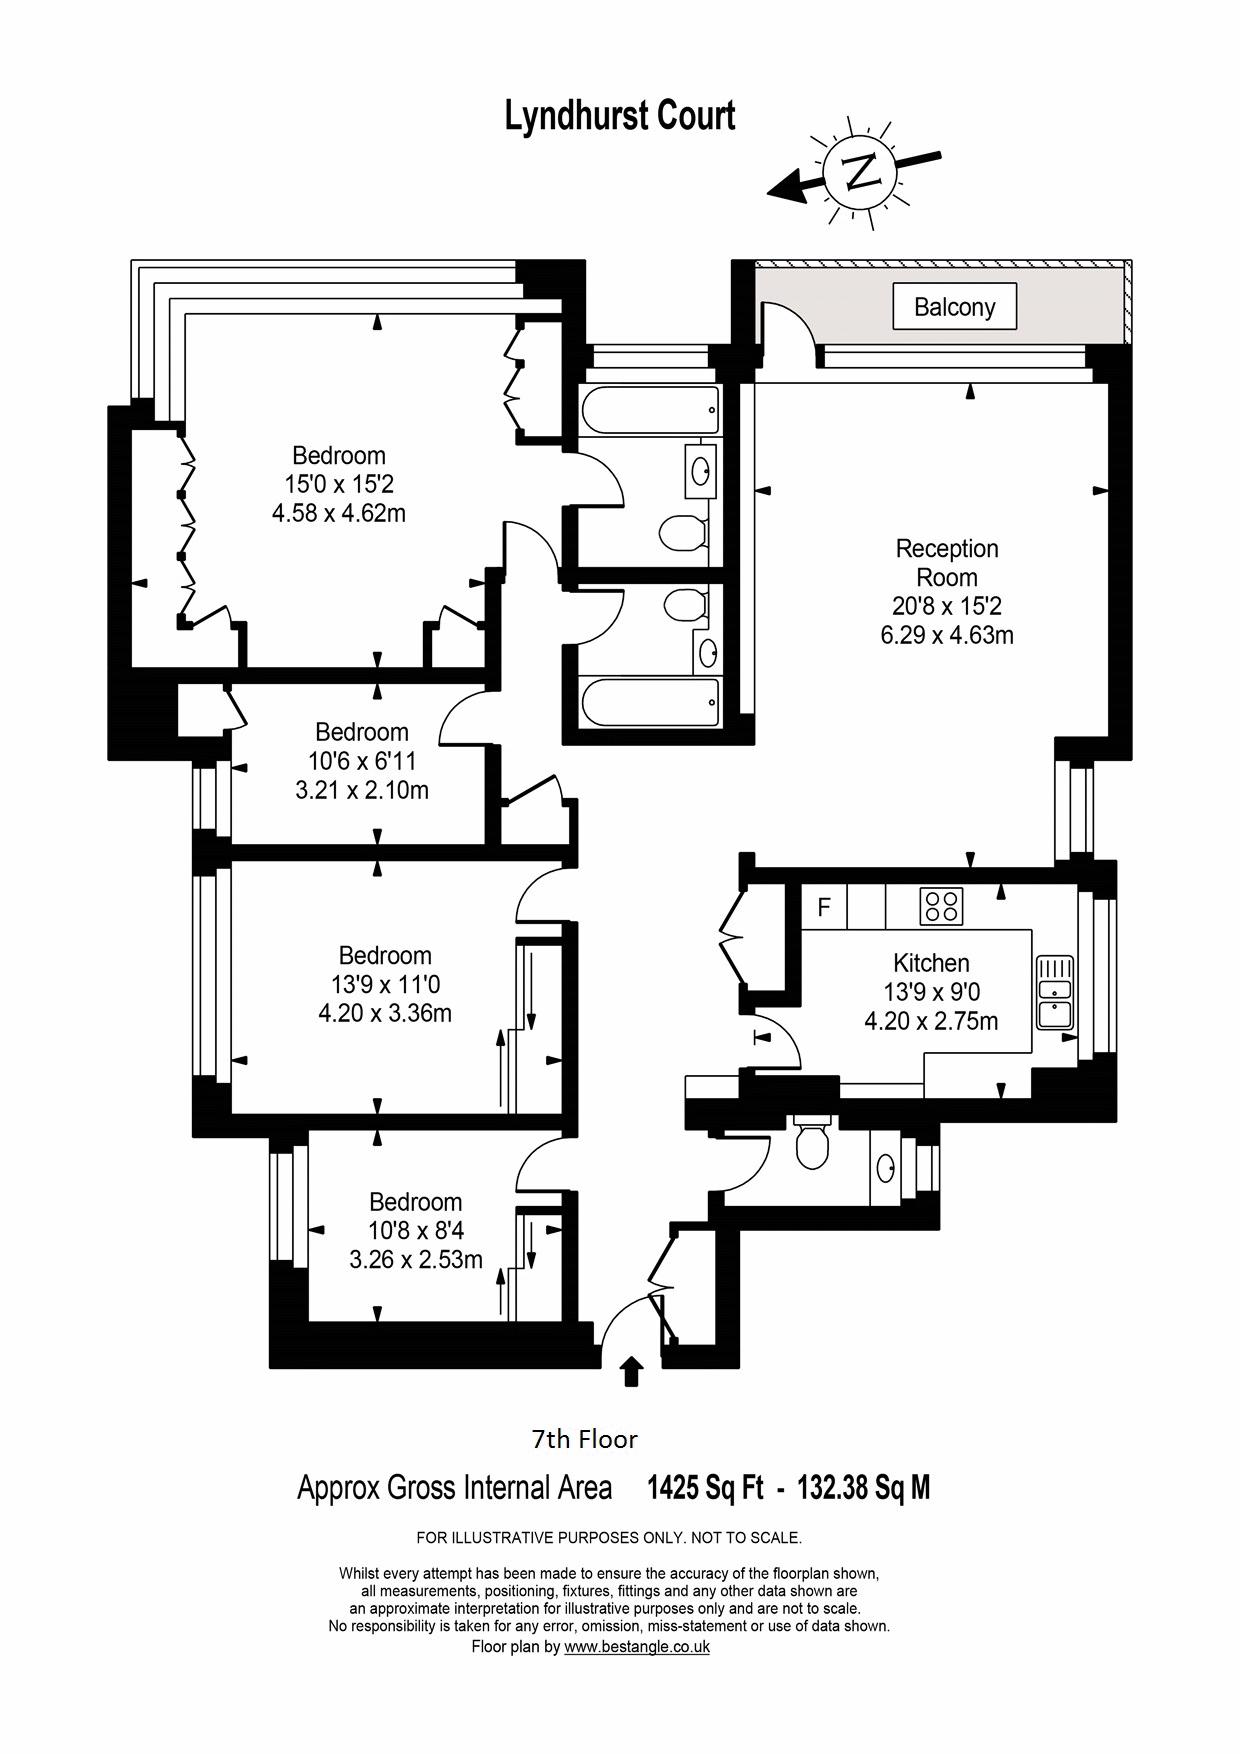 Lyndhurst Court
N
Balcony
Bedroom
15'0 x 15'2
4.58 x 4.62m
Reception
Room
20'8 x 15'2
6.29 x 4.63m
Bedroom
10'6 x 6'11
3.21 x 2.10m
F
Bedroom
13'9 x 11'0
4.20 x 3.36m
Kitchen
13'9 x 9'0
4.20 x 2.75m
Bedroom
10'8 x 8'4
3.26 x 2.53m
7th Floor
Approx Gross Internal Area 1425 Sq Ft - 132.38 Sq M
FOR ILLUSTRATIVE PURPOSES ONLY. NOT TO SCALE.
Whilst every attempt has been made to ensure the accuracy of the floorplan shown,
all measurements, positioning, fixtures, fittings and any other data shown are
an approximate interpretation for illustrative purposes only and are not to scale.
No responsibility is taken for any error, omission, miss-statement or use of data shown.
Floor plan by www.bestangle.co.uk